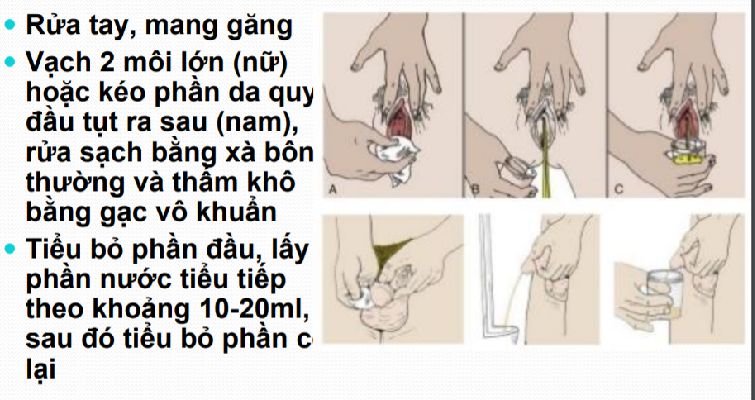 Rửa tay, mang găng
Vạch 2 môi lớn (nữ)
hoặc kéo phần da quy
đầu tụt ra sau (nam),
rửa sạch bằng xà bôn
thường và thấm khô
bằng gạc vô khuẩn
Tiểu bỏ phần đầu, lấy
phần nước tiểu tiếp
theo khoảng 10-20ml,
sau đó tiểu bỏ phần c
lại
A B C